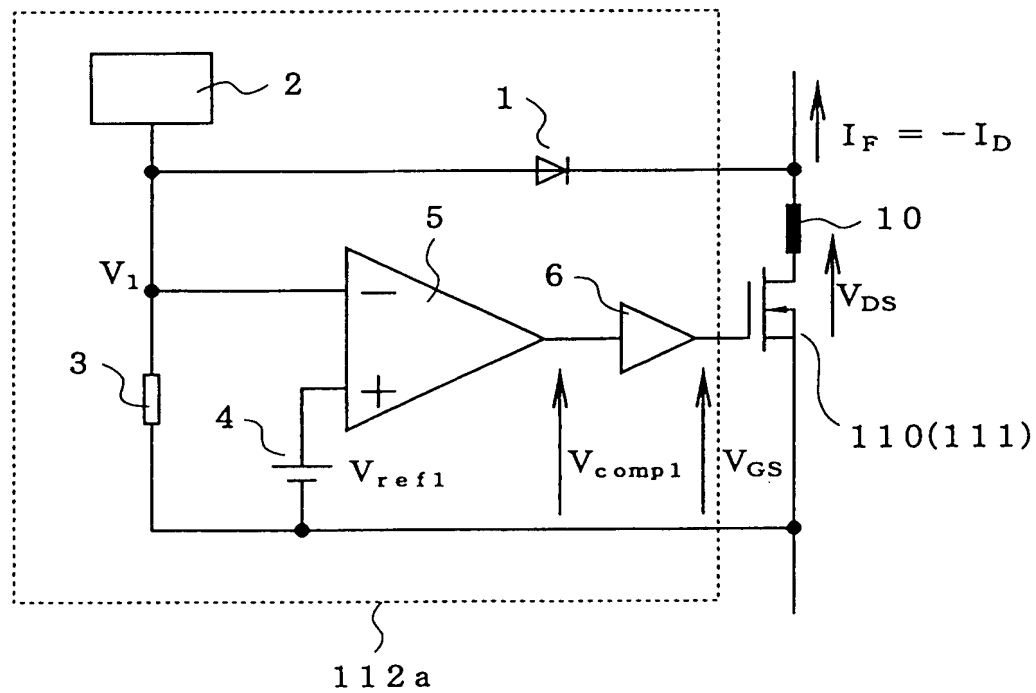 2
1
I_F = −I_D
10
5
V_1
6
−
V_DS
3
+
4
110(111)
V_ref1
V_comp1
V_GS
112a